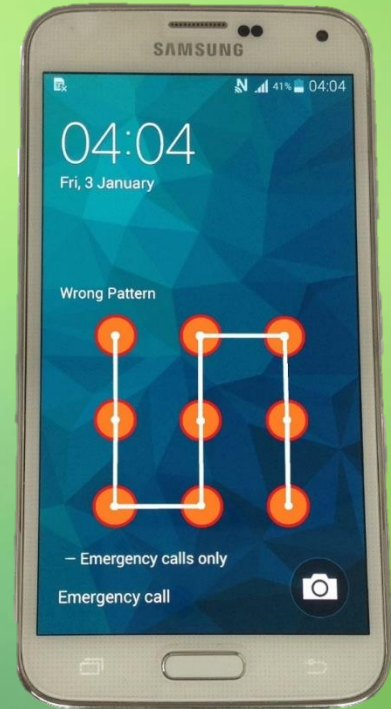 SAMSUNG
41% 04:04
04:04
Fri, 3 January
Wrong Pattern
— Emergency calls only
Emergency call